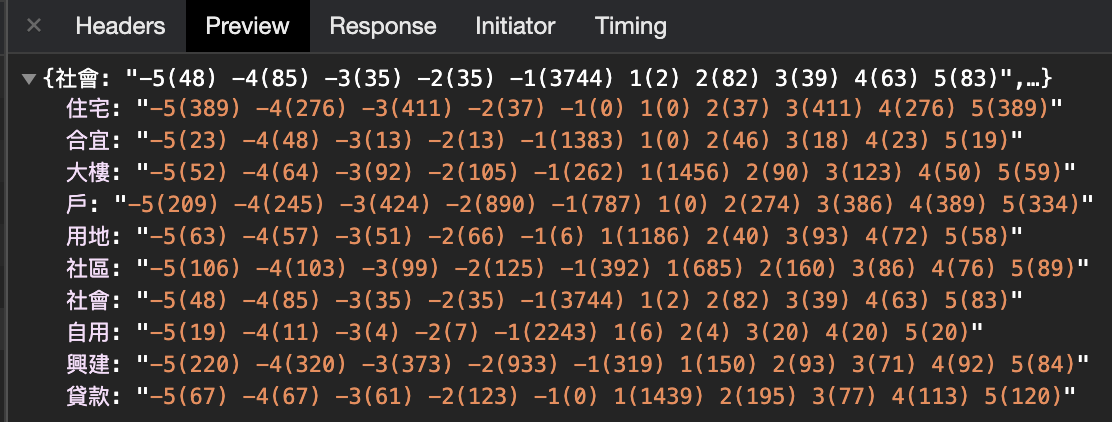 × Headers Preview Response Initiator Timing
▼{社會: "-5(48) -4(85) -3(35) -2(35) -1(3744) 1(2) 2(82) 3(39) 4(63) 5(83)",…}
住宅: "-5(389) -4(276) -3(411) -2(37) -1(0) 1(0) 2(37) 3(411) 4(276) 5(389)"
合宜: "-5(23) -4(48) -3(13) -2(13) -1(1383) 1(0) 2(46) 3(18) 4(23) 5(19)"
大樓: "-5(52) -4(64) -3(92) -2(105) -1(262) 1(1456) 2(90) 3(123) 4(50) 5(59)"
戶: "-5(209) -4(245) -3(424) -2(890) -1(787) 1(0) 2(274) 3(386) 4(389) 5(334)"
用地: "-5(63) -4(57) -3(51) -2(66) -1(6) 1(1186) 2(40) 3(93) 4(72) 5(58)"
社區: "-5(106) -4(103) -3(99) -2(125) -1(392) 1(685) 2(160) 3(86) 4(76) 5(89)"
社會: "-5(48) -4(85) -3(35) -2(35) -1(3744) 1(2) 2(82) 3(39) 4(63) 5(83)"
自用: "-5(19) -4(11) -3(4) -2(7) -1(2243) 1(6) 2(4) 3(20) 4(20) 5(20)"
興建: "-5(220) -4(320) -3(373) -2(933) -1(319) 1(150) 2(93) 3(71) 4(92) 5(84)"
貸款: "-5(67) -4(67) -3(61) -2(123) -1(0) 1(1439) 2(195) 3(77) 4(113) 5(120)"